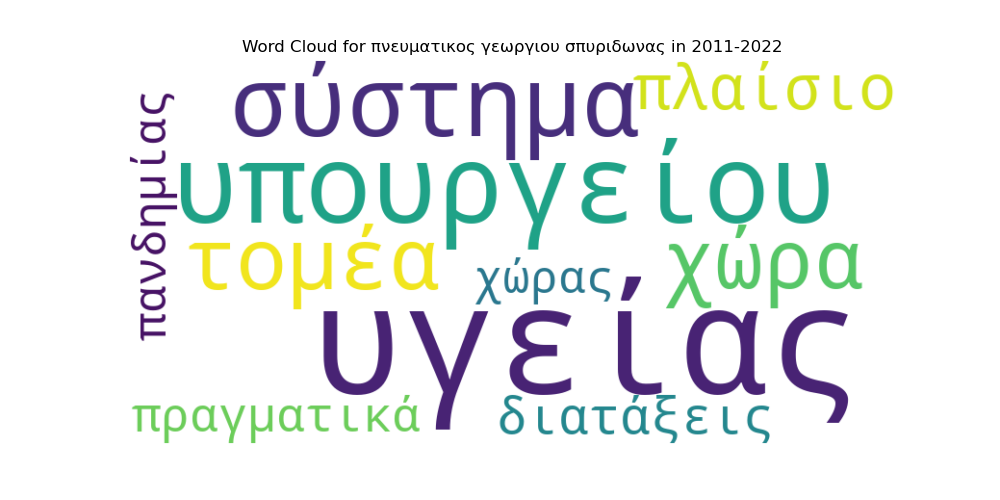 Word Cloud for πνευματικος γεωργιου σπυριδωνας in 2011-2022
σύστημα
πλαίσιο
πανδημίας
υπουργείου
τομέα
χώρας
χώρα
υγείας
πραγματικά
διατάξεις